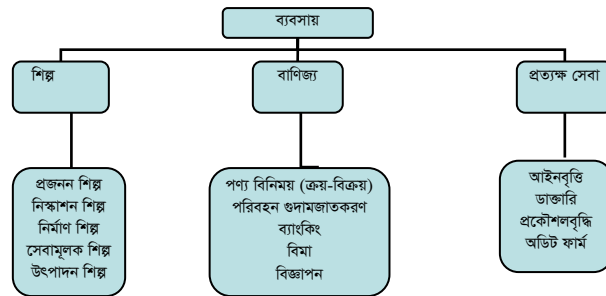 ব্যবসায়
শিল্প
বাণিজ্য
প্রত্যক্ষ সেবা
প্রজনন শিল্প
নিস্কাশন শিল্প
নির্মাণ শিল্প
সেবামূলক শিল্প
উৎপাদন শিল্প
পণ্য বিনিময় (ক্রয়-বিক্রয়)
পরিবহন গুদামজাতকরণ
ব্যাংকিং
বিমা
বিজ্ঞাপন
আইনবৃত্তি
ডাক্তারি
প্রকৌশলবৃদ্ধি
অডিট ফার্ম